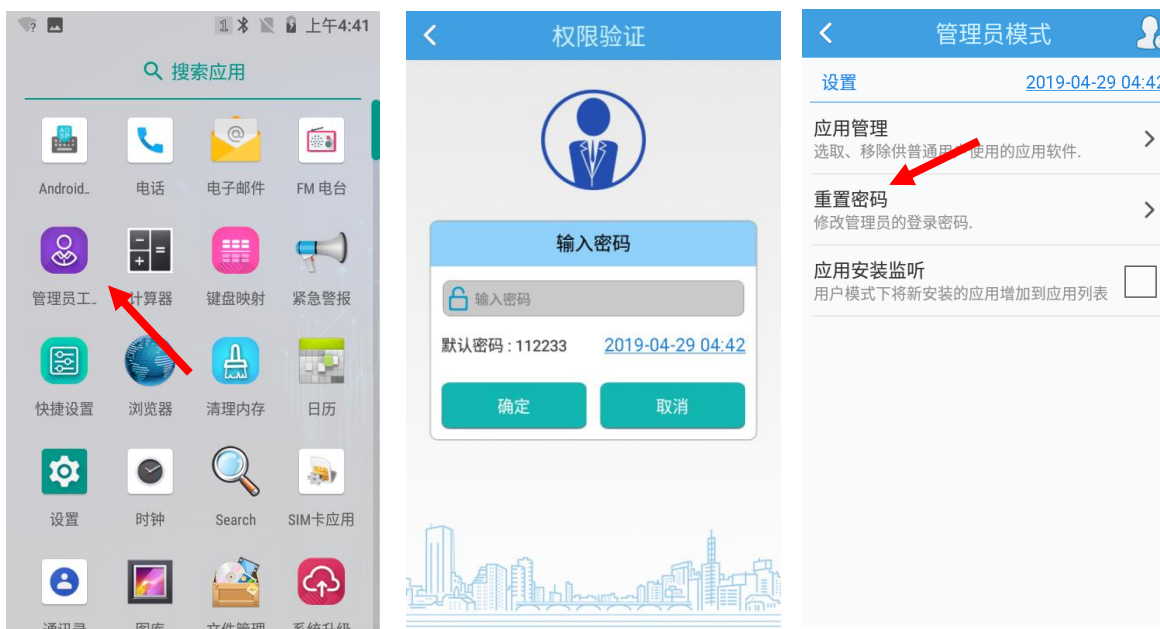 上午4:41
搜索应用
Android..
电话
电子邮件
FM 电台
管理员工..
计算器
键盘映射
紧急警报
快捷设置
浏览器
清理内存
日历
设置
时钟
Search
SIM卡应用
通讯录
图库
文件管理
系统升级
权限验证
输入密码
输入密码
默认密码 : 112233
2019-04-29 04:42
确定
取消
管理员模式
设置
2019-04-29 04:42
应用管理
选取、移除供普通用户使用的应用软件.
重置密码
修改管理员的登录密码.
应用安装监听
用户模式下将新安装的应用增加到应用列表